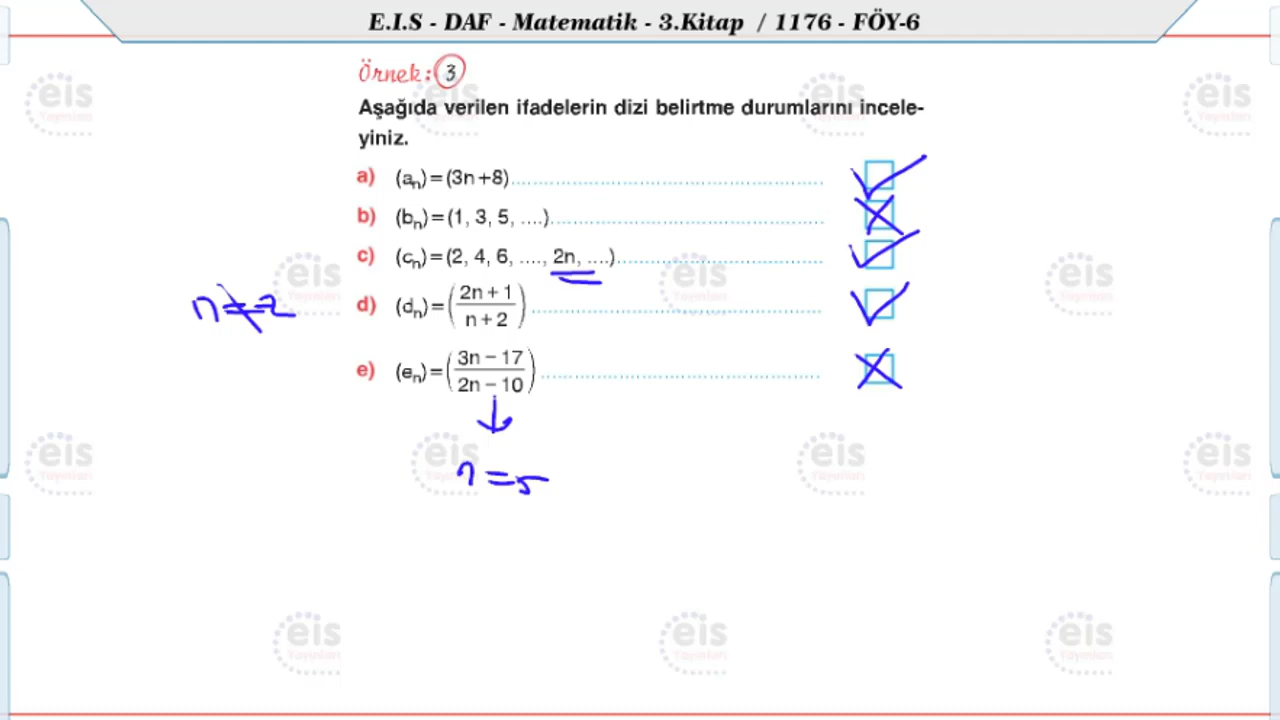 E.I.S - DAF - Matematik - 3.Kitap / 1176 - FÖY-6
Örnek: 3
Aşağıda verilen ifadelerin dizi belirtme durumlarını incele-
yiniz.
a) (aₙ)=(3n+8)
b) (bₙ)=(1, 3, 5, ....)
c) (cₙ)=(2, 4, 6, ...., 2n, ....)
d) (dₙ)=((2n+1)/(n+2))
n≠-2
e) (eₙ)=((3n-17)/(2n-10))
n=5
eis Yayınları